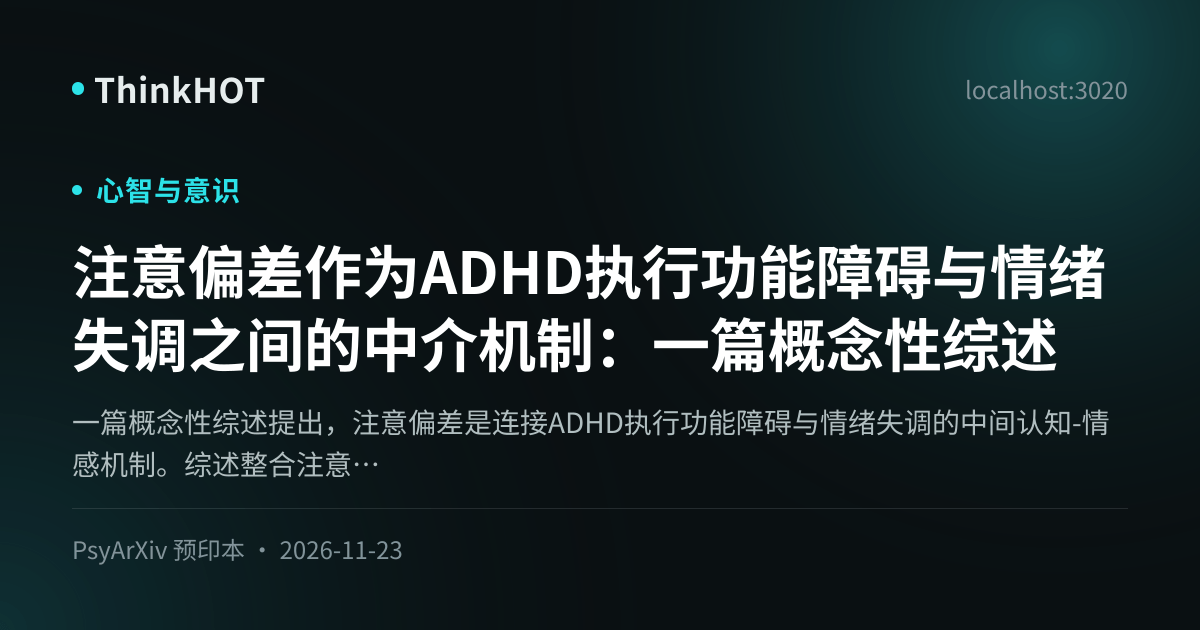 ThinkHOT
localhost:3020
心智与意识
注意偏差作为ADHD执行功能障碍与情绪
失调之间的中介机制：一篇概念性综述
一篇概念性综述提出，注意偏差是连接ADHD执行功能障碍与情绪失调的中间认知-情
感机制。综述整合注意…
PsyArXiv 预印本 · 2026-11-23